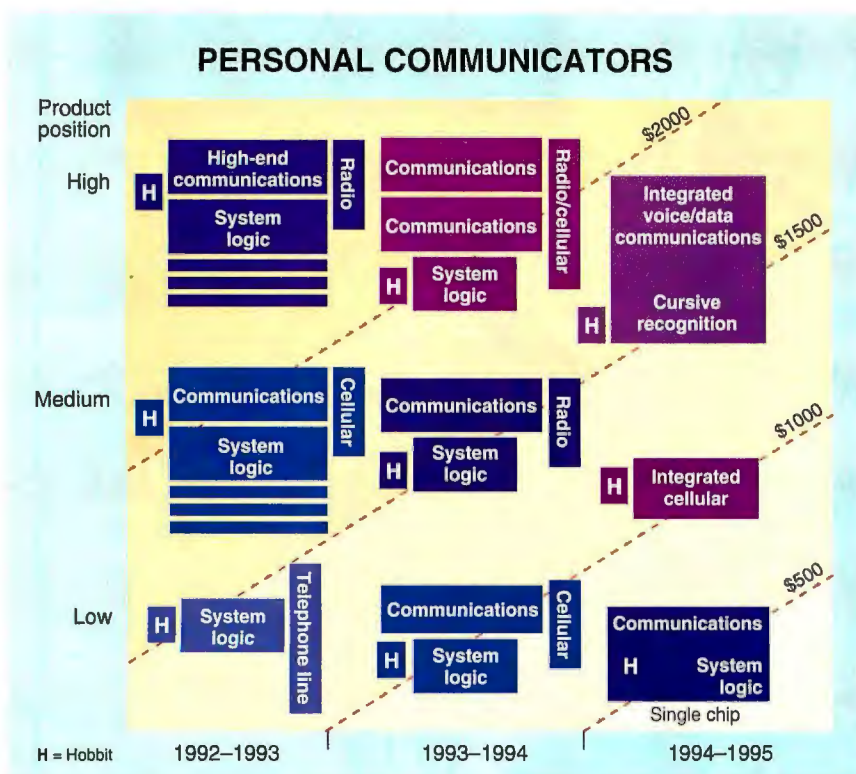 PERSONAL COMMUNICATORS
Product
position
High
H
High-end
communications
System
logic
Radio
Communications
Communications
H
System
logic
Radio/cellular
$2000
Integrated
voice/data
communications
H
Cursive
recognition
$1500
Medium
H
Communications
System
logic
Cellular
Communications
H
System
logic
Radio
H
Integrated
cellular
$1000
Low
H
System
logic
Telephone line
Communications
H
System
logic
Cellular
Communications
H
System
logic
Single chip
$500
H = Hobbit
1992–1993
1993–1994
1994–1995